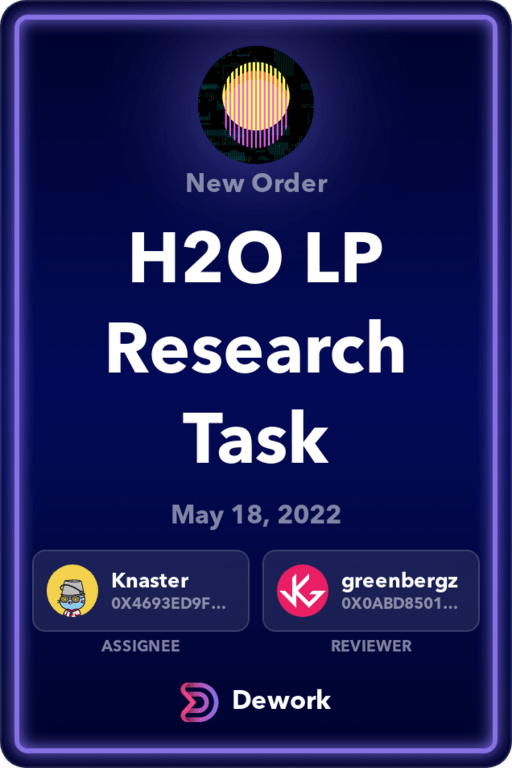 New Order
H2O LP
Research
Task
May 18, 2022
Knaster
0X4693ED9F...
ASSIGNEE
greenbergz
0X0ABD8501...
REVIEWER
Dework